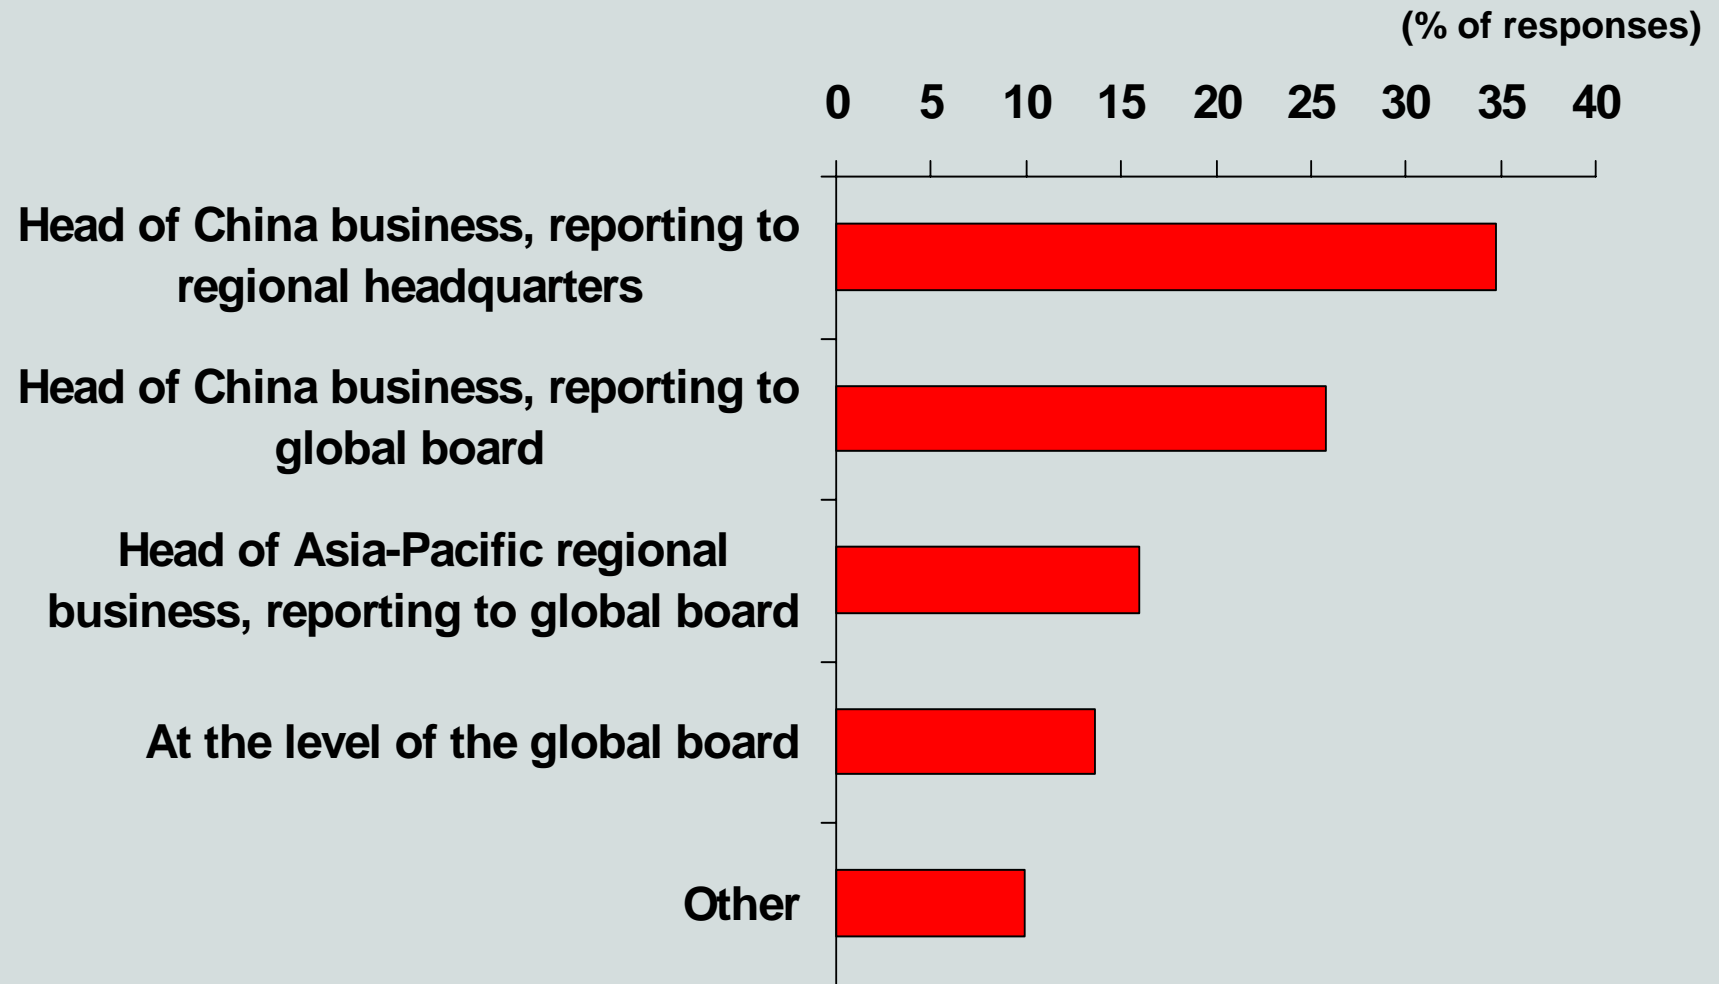 (% of responses)
0 5 10 15 20 25 30 35 40
Head of China business, reporting to
regional headquarters
Head of China business, reporting to
global board
Head of Asia-Pacific regional
business, reporting to global board
At the level of the global board
Other